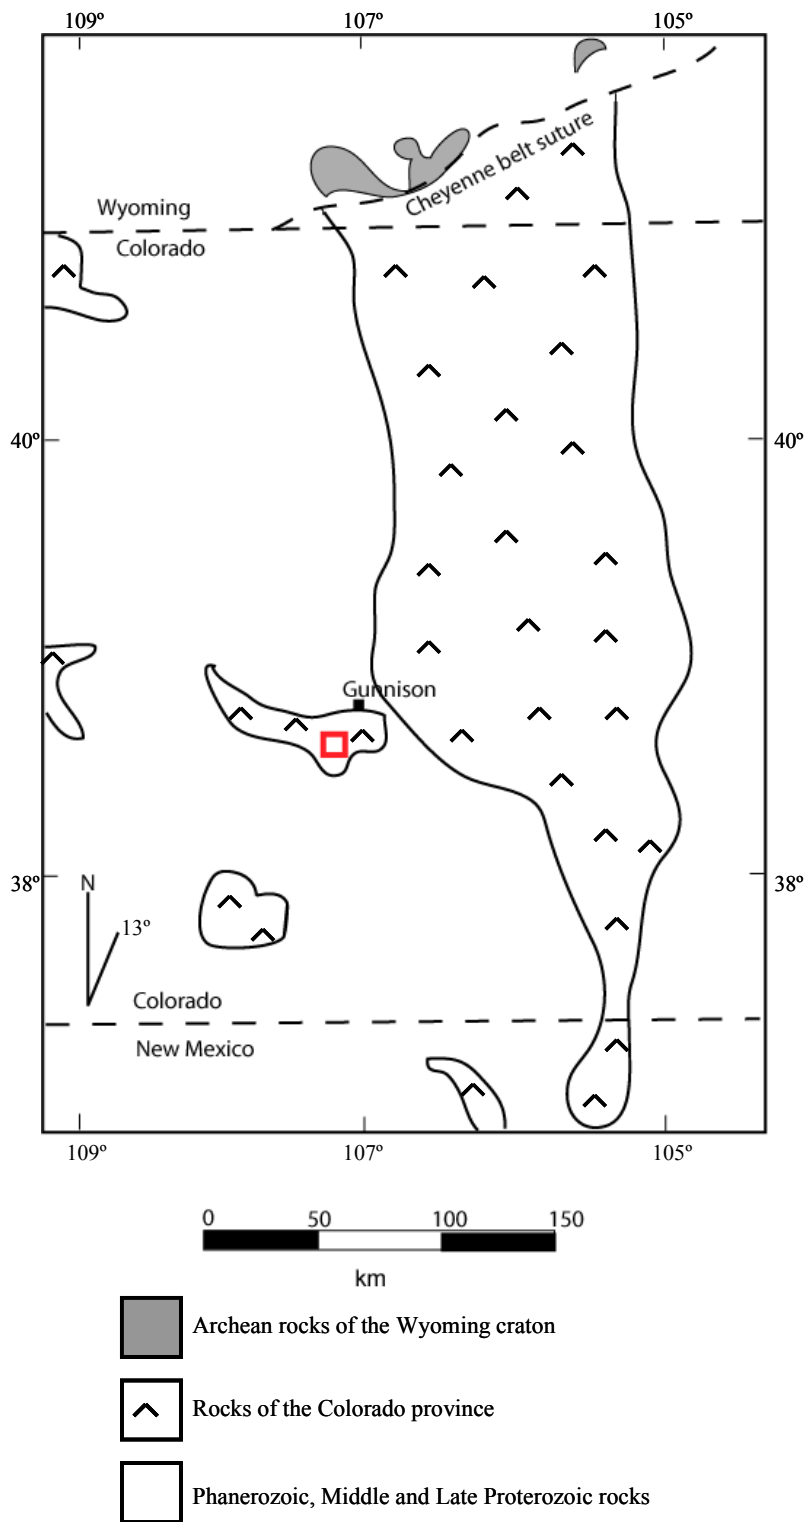 109º 107º 105º
Cheyenne belt suture
Wyoming
Colorado
40º 40º
Gunnison
38º 38º
N
13º
Colorado
New Mexico
109º 107º 105º
0 50 100 150
km
Archean rocks of the Wyoming craton
Rocks of the Colorado province
Phanerozoic, Middle and Late Proterozoic rocks